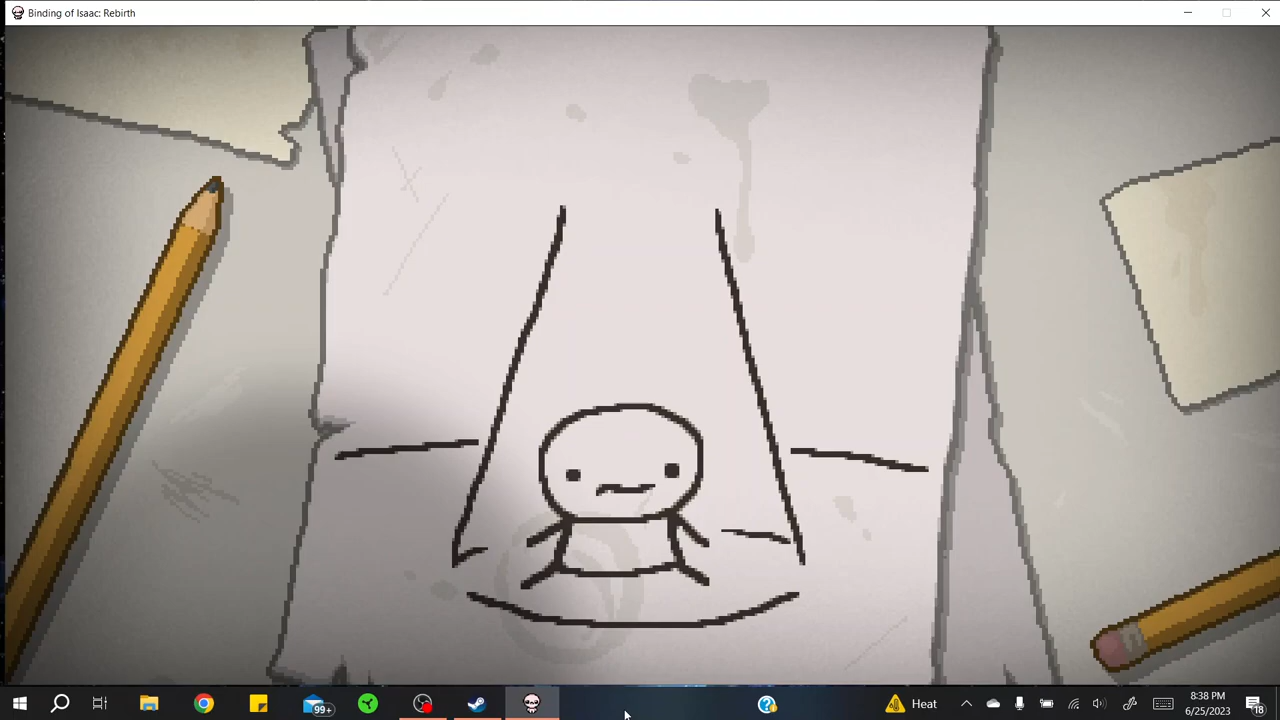 Binding of Isaac: Rebirth
99+
Heat
8:38 PM
6/25/2023
18